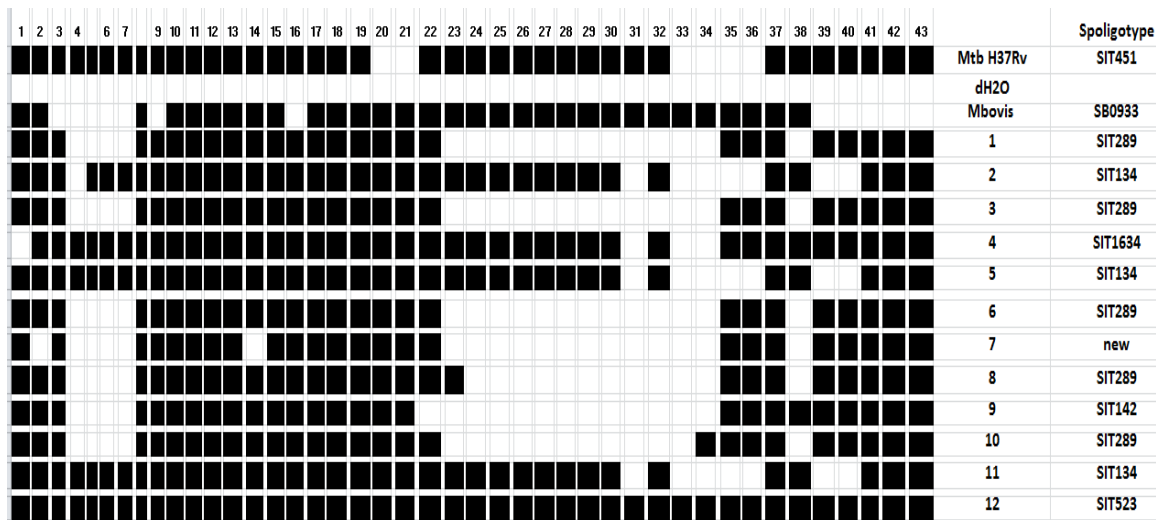 1 2 3 4 6 7 9 10 11 12 13 14 15 16 17 18 19 20 21 22 23 24 25 26 27 28 29 30 31 32 33 34 35 36 37 38 39 40 41 42 43 Spoligotype
Mtb H37Rv SIT451
dH2O
Mbovis SB0933
1 SIT289
2 SIT134
3 SIT289
4 SIT1634
5 SIT134
6 SIT289
7 new
8 SIT289
9 SIT142
10 SIT289
11 SIT134
12 SIT523